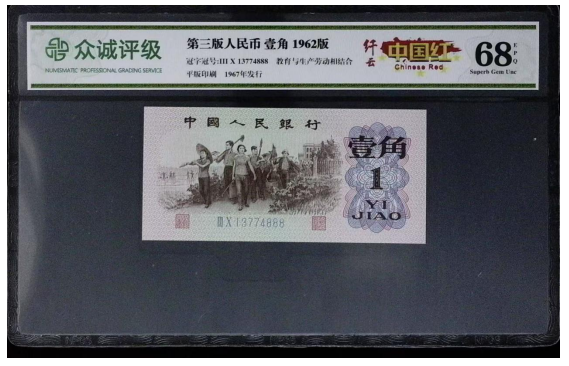 众诚评级
NUMISMATIC PROFESSIONAL GRADING SERVICE
第三版人民币 壹角 1962版
冠字冠号:III X 13774888 教育与生产劳动相结合
平版印刷 1967年发行
纤云
中国红
Chinese Red
68 EPQ
Superb Gem Unc
中國人民銀行
壹角
1
YI
JIAO
III X 13774888